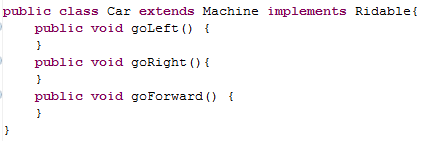 public class Car extends Machine implements Ridable{
    public void goLeft() {
    }
    public void goRight(){
    }
    public void goForward() {
    }
}